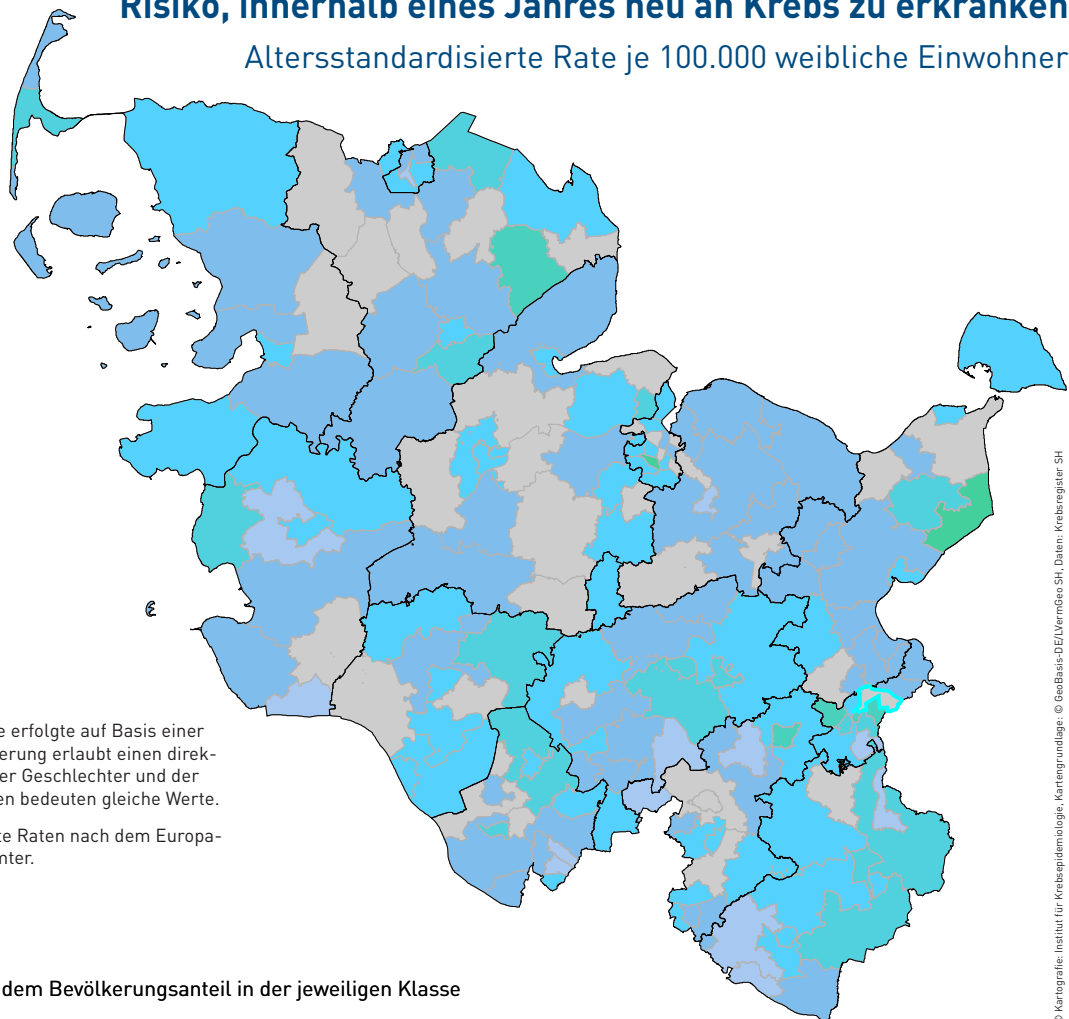 Risiko, innerhalb eines Jahres neu an Krebs zu erkranken
Altersstandardisierte Rate je 100.000 weibliche Einwohner
e erfolgte auf Basis einer
erung erlaubt einen direk-
er Geschlechter und der
en bedeuten gleiche Werte.
te Raten nach dem Europa-
mter.
dem Bevölkerungsanteil in der jeweiligen Klasse
© Kartografie: Institut für Krebsepidemiologie, Kartengrundlage: © GeoBasis-DE/LVermGeo SH, Daten: Krebsregister SH